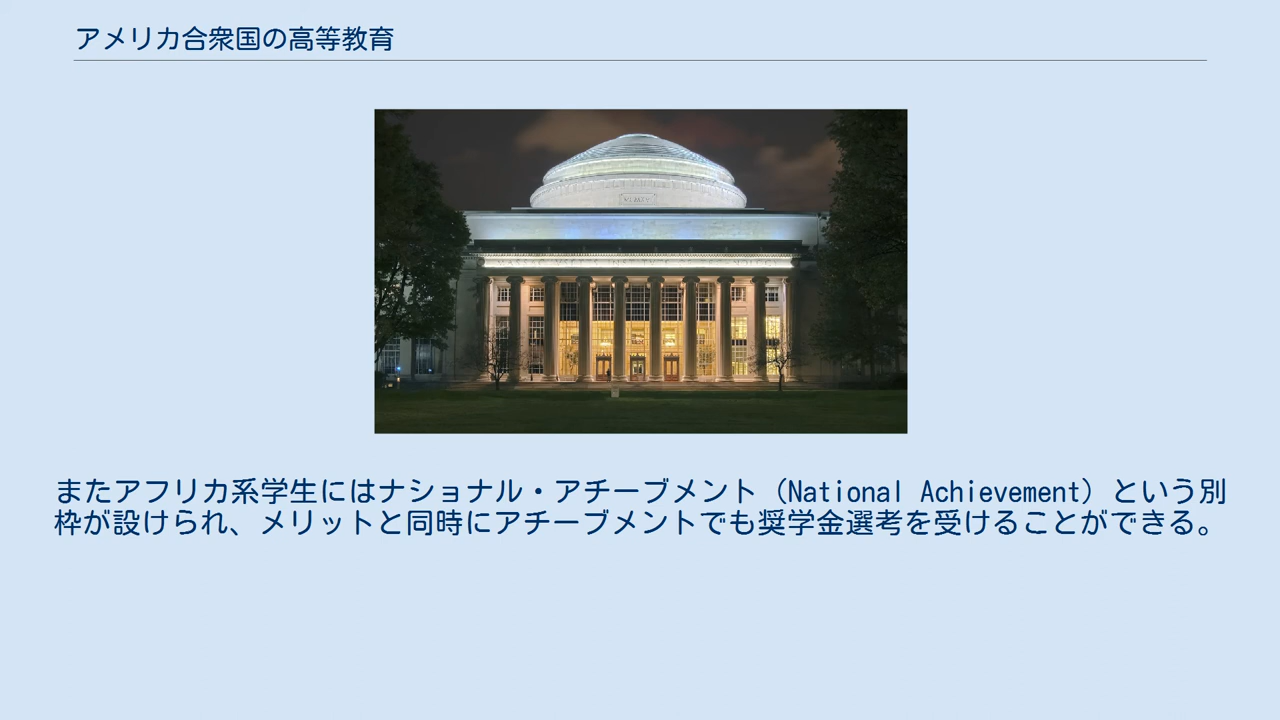 アメリカ合衆国の高等教育
またアフリカ系学生にはナショナル・アチーブメント（National Achievement）という別
枠が設けられ、メリットと同時にアチーブメントでも奨学金選考を受けることができる。